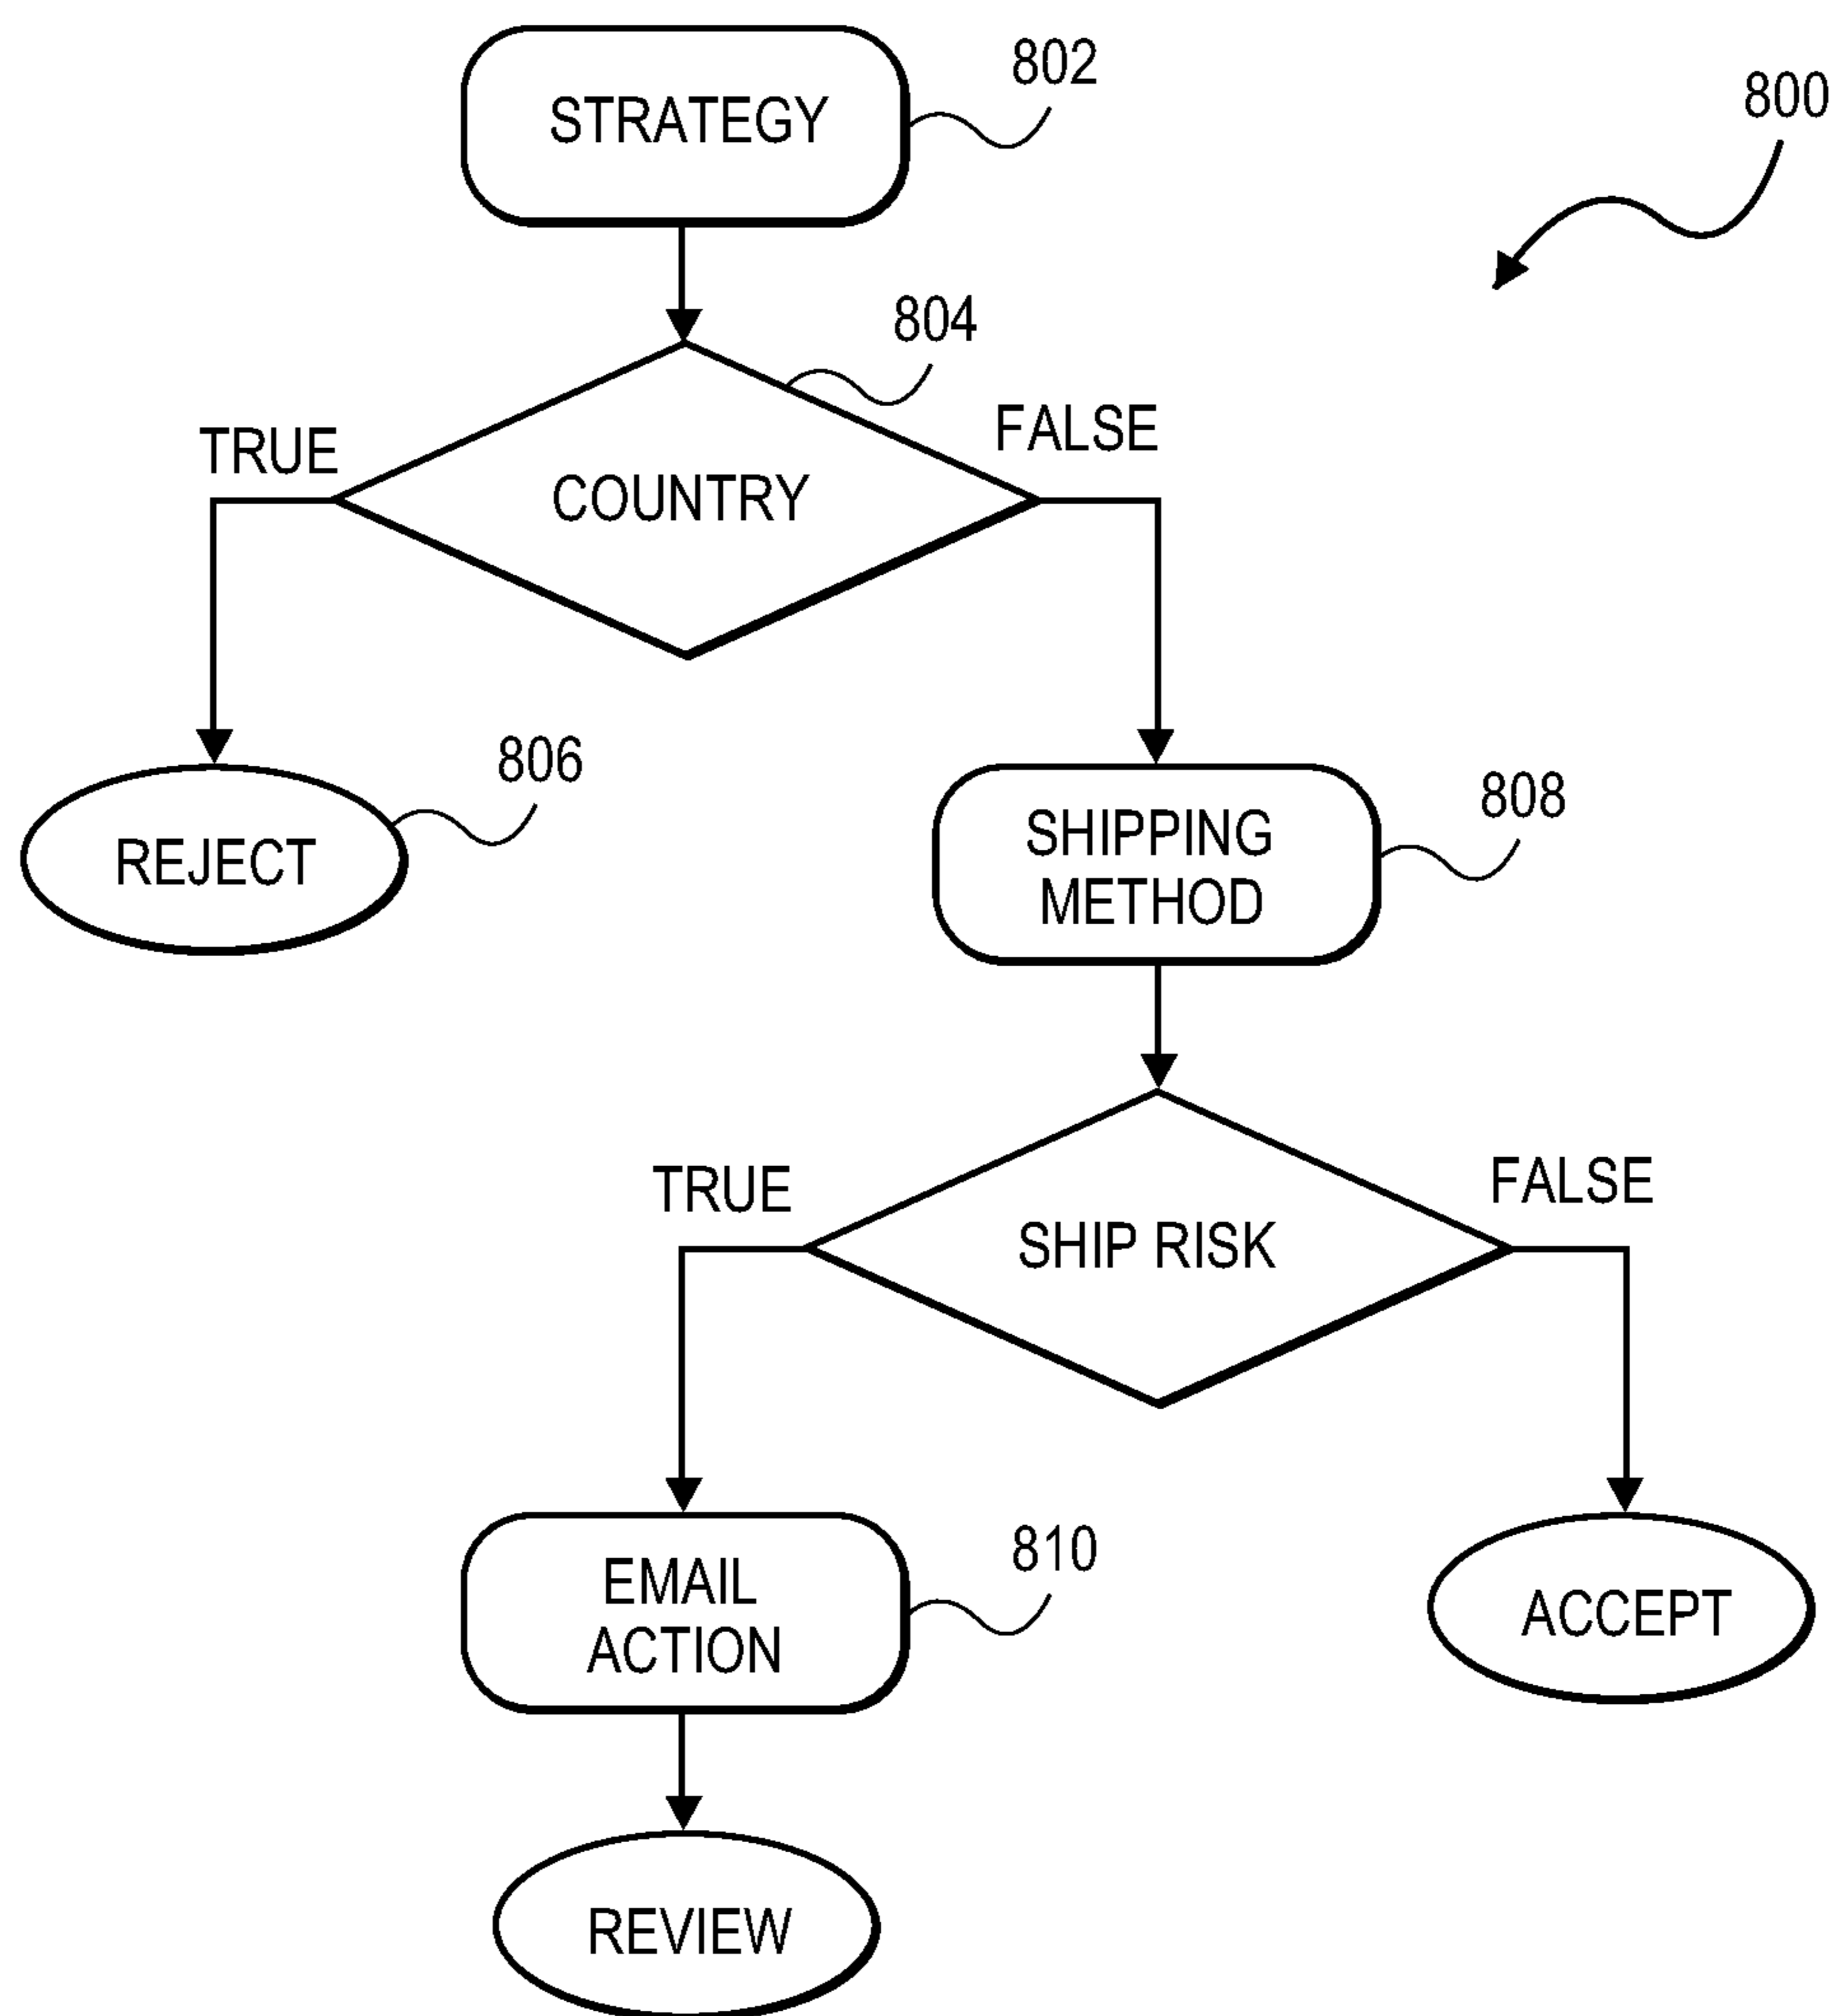 802
800
STRATEGY
804
TRUE
FALSE
COUNTRY
806
808
REJECT
SHIPPING
METHOD
TRUE
FALSE
SHIP RISK
810
EMAIL
ACTION
ACCEPT
REVIEW